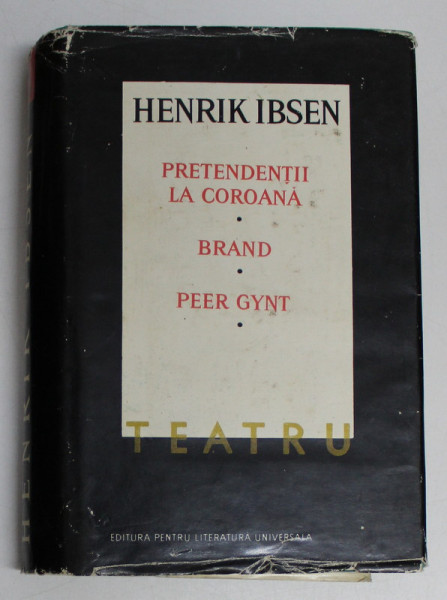 HENRIK IBSEN
PRETENDENȚII
LA COROANĂ
•
BRAND
•
PEER GYNT
•
TEATRU
EDITURA PENTRU LITERATURA UNIVERSALA
HENRIK IBSEN